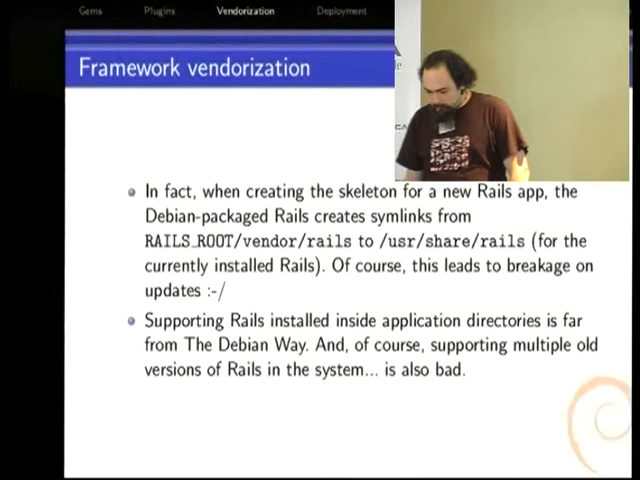 Gems Plugins Vendorization Deployment
Framework vendorization
In fact, when creating the skeleton for a new Rails app, the
Debian-packaged Rails creates symlinks from
RAILS_ROOT/vendor/rails to /usr/share/rails (for the
currently installed Rails). Of course, this leads to breakage on
updates :-/
Supporting Rails installed inside application directories is far
from The Debian Way. And, of course, supporting multiple old
versions of Rails in the system... is also bad.